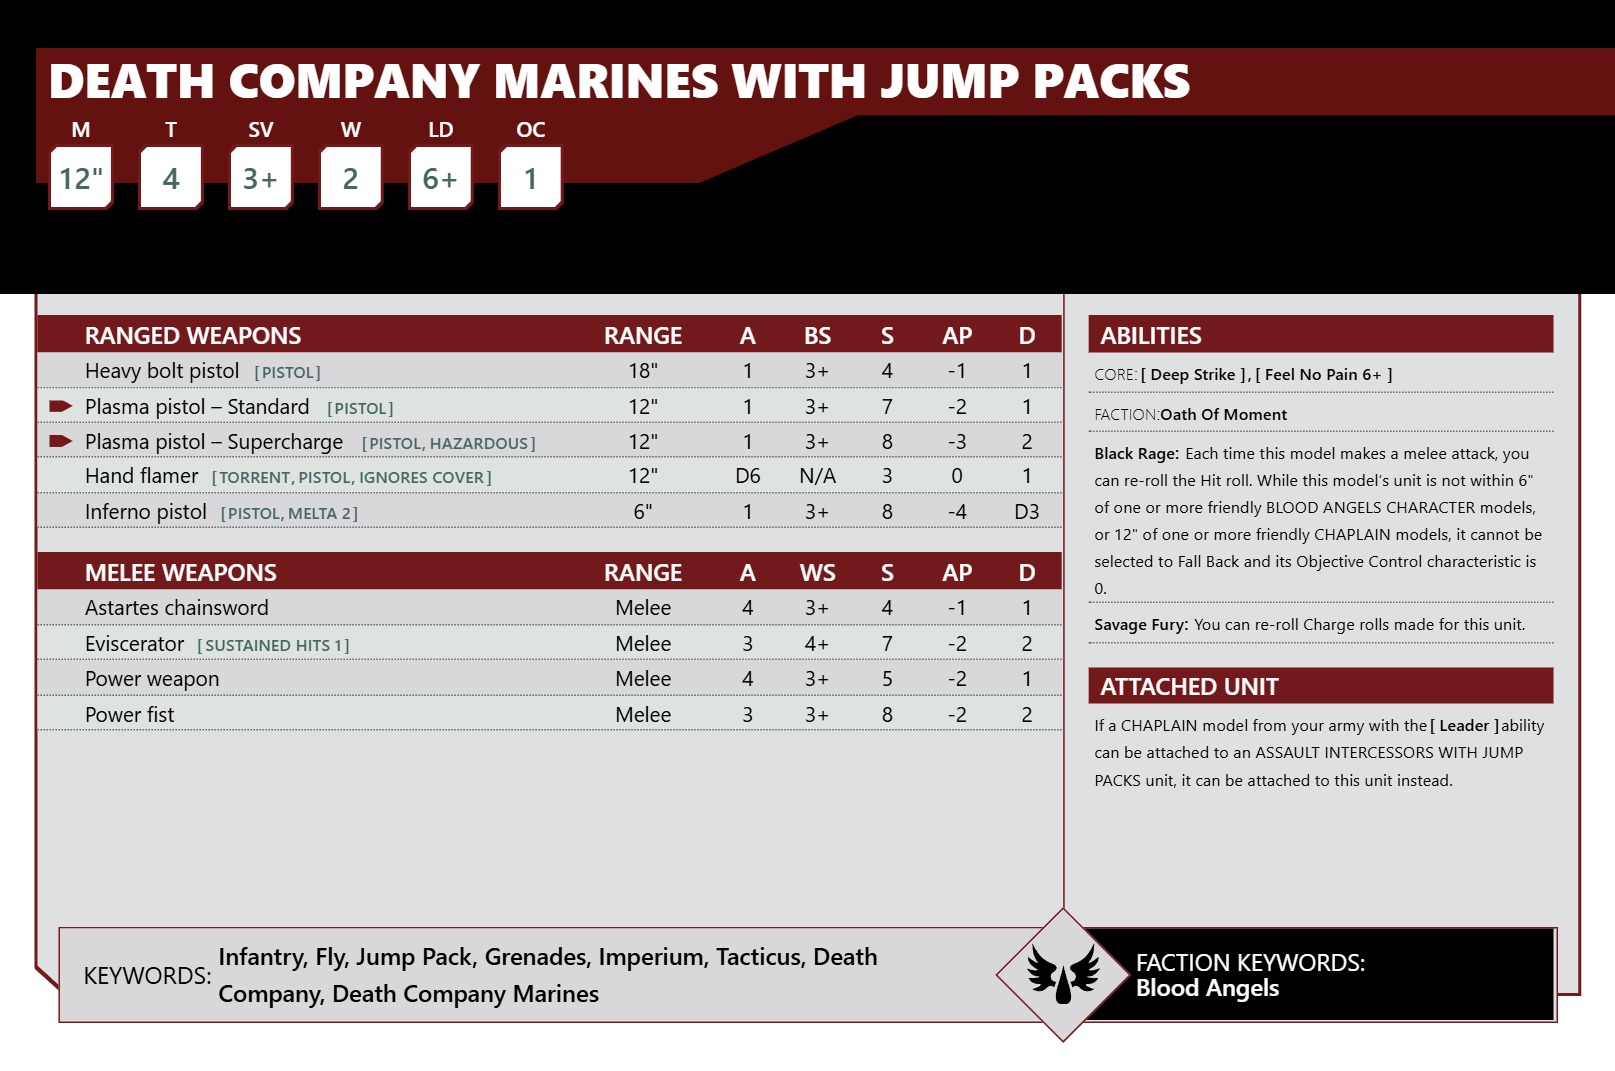 DEATH COMPANY MARINES WITH JUMP PACKS
M T SV W LD OC
12" 4 3+ 2 6+ 1
RANGED WEAPONS RANGE A BS S AP D
Heavy bolt pistol [PISTOL] 18" 1 3+ 4 -1 1
Plasma pistol – Standard [PISTOL] 12" 1 3+ 7 -2 1
Plasma pistol – Supercharge [PISTOL, HAZARDOUS] 12" 1 3+ 8 -3 2
Hand flamer [TORRENT, PISTOL, IGNORES COVER] 12" D6 N/A 3 0 1
Inferno pistol [PISTOL, MELTA 2] 6" 1 3+ 8 -4 D3
MELEE WEAPONS RANGE A WS S AP D
Astartes chainsword Melee 4 3+ 4 -1 1
Eviscerator [SUSTAINED HITS 1] Melee 3 4+ 7 -2 2
Power weapon Melee 4 3+ 5 -2 1
Power fist Melee 3 3+ 8 -2 2
ABILITIES
CORE: [ Deep Strike ], [ Feel No Pain 6+ ]
FACTION:Oath Of Moment
Black Rage: Each time this model makes a melee attack, you
can re-roll the Hit roll. While this model's unit is not within 6"
of one or more friendly BLOOD ANGELS CHARACTER models,
or 12" of one or more friendly CHAPLAIN models, it cannot be
selected to Fall Back and its Objective Control characteristic is
0.
Savage Fury: You can re-roll Charge rolls made for this unit.
ATTACHED UNIT
If a CHAPLAIN model from your army with the [ Leader ] ability
can be attached to an ASSAULT INTERCESSORS WITH JUMP
PACKS unit, it can be attached to this unit instead.
KEYWORDS: Infantry, Fly, Jump Pack, Grenades, Imperium, Tacticus, Death
Company, Death Company Marines
FACTION KEYWORDS:
Blood Angels